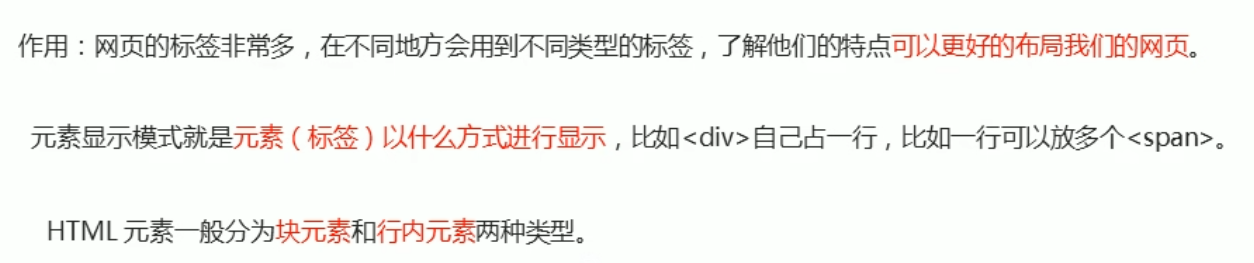 作用：网页的标签非常多，在不同地方会用到不同类型的标签，了解他们的特点可以更好的布局我们的网页。
元素显示模式就是元素（标签）以什么方式进行显示，比如<div>自己占一行，比如一行可以放多个<span>。
HTML 元素一般分为块元素和行内元素两种类型。